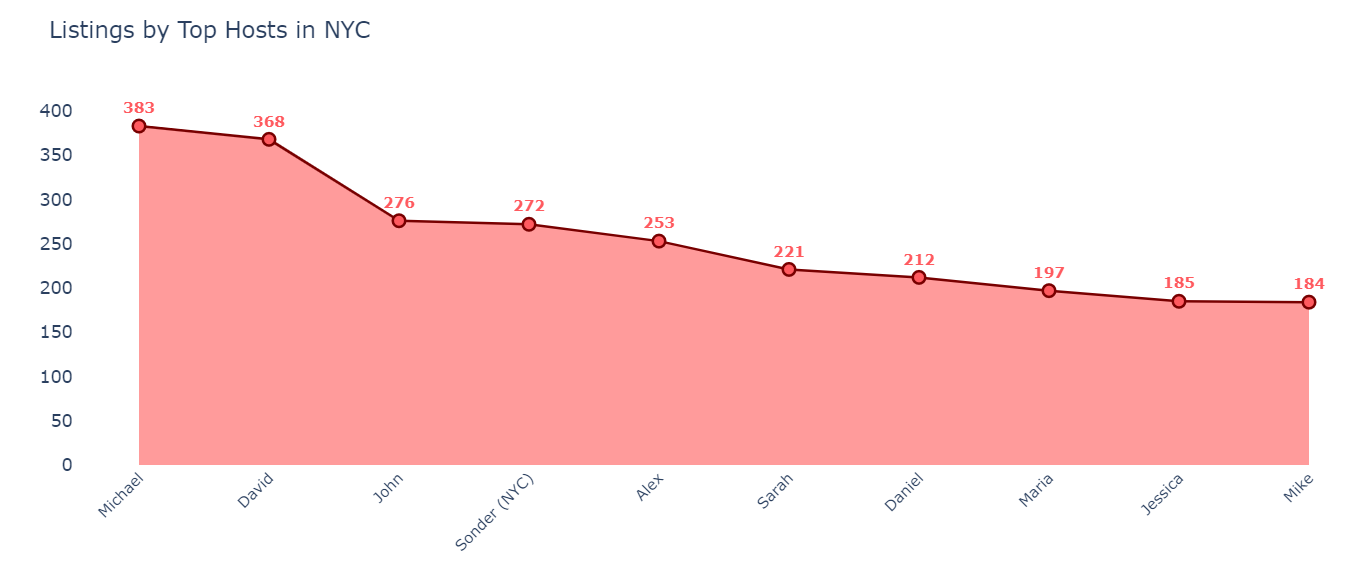 Listings by Top Hosts in NYC
400
350
300
250
200
150
100
50
0
383
368
276
272
253
221
212
197
185
184
Michael
David
John
Sonder (NYC)
Alex
Sarah
Daniel
Maria
Jessica
Mike